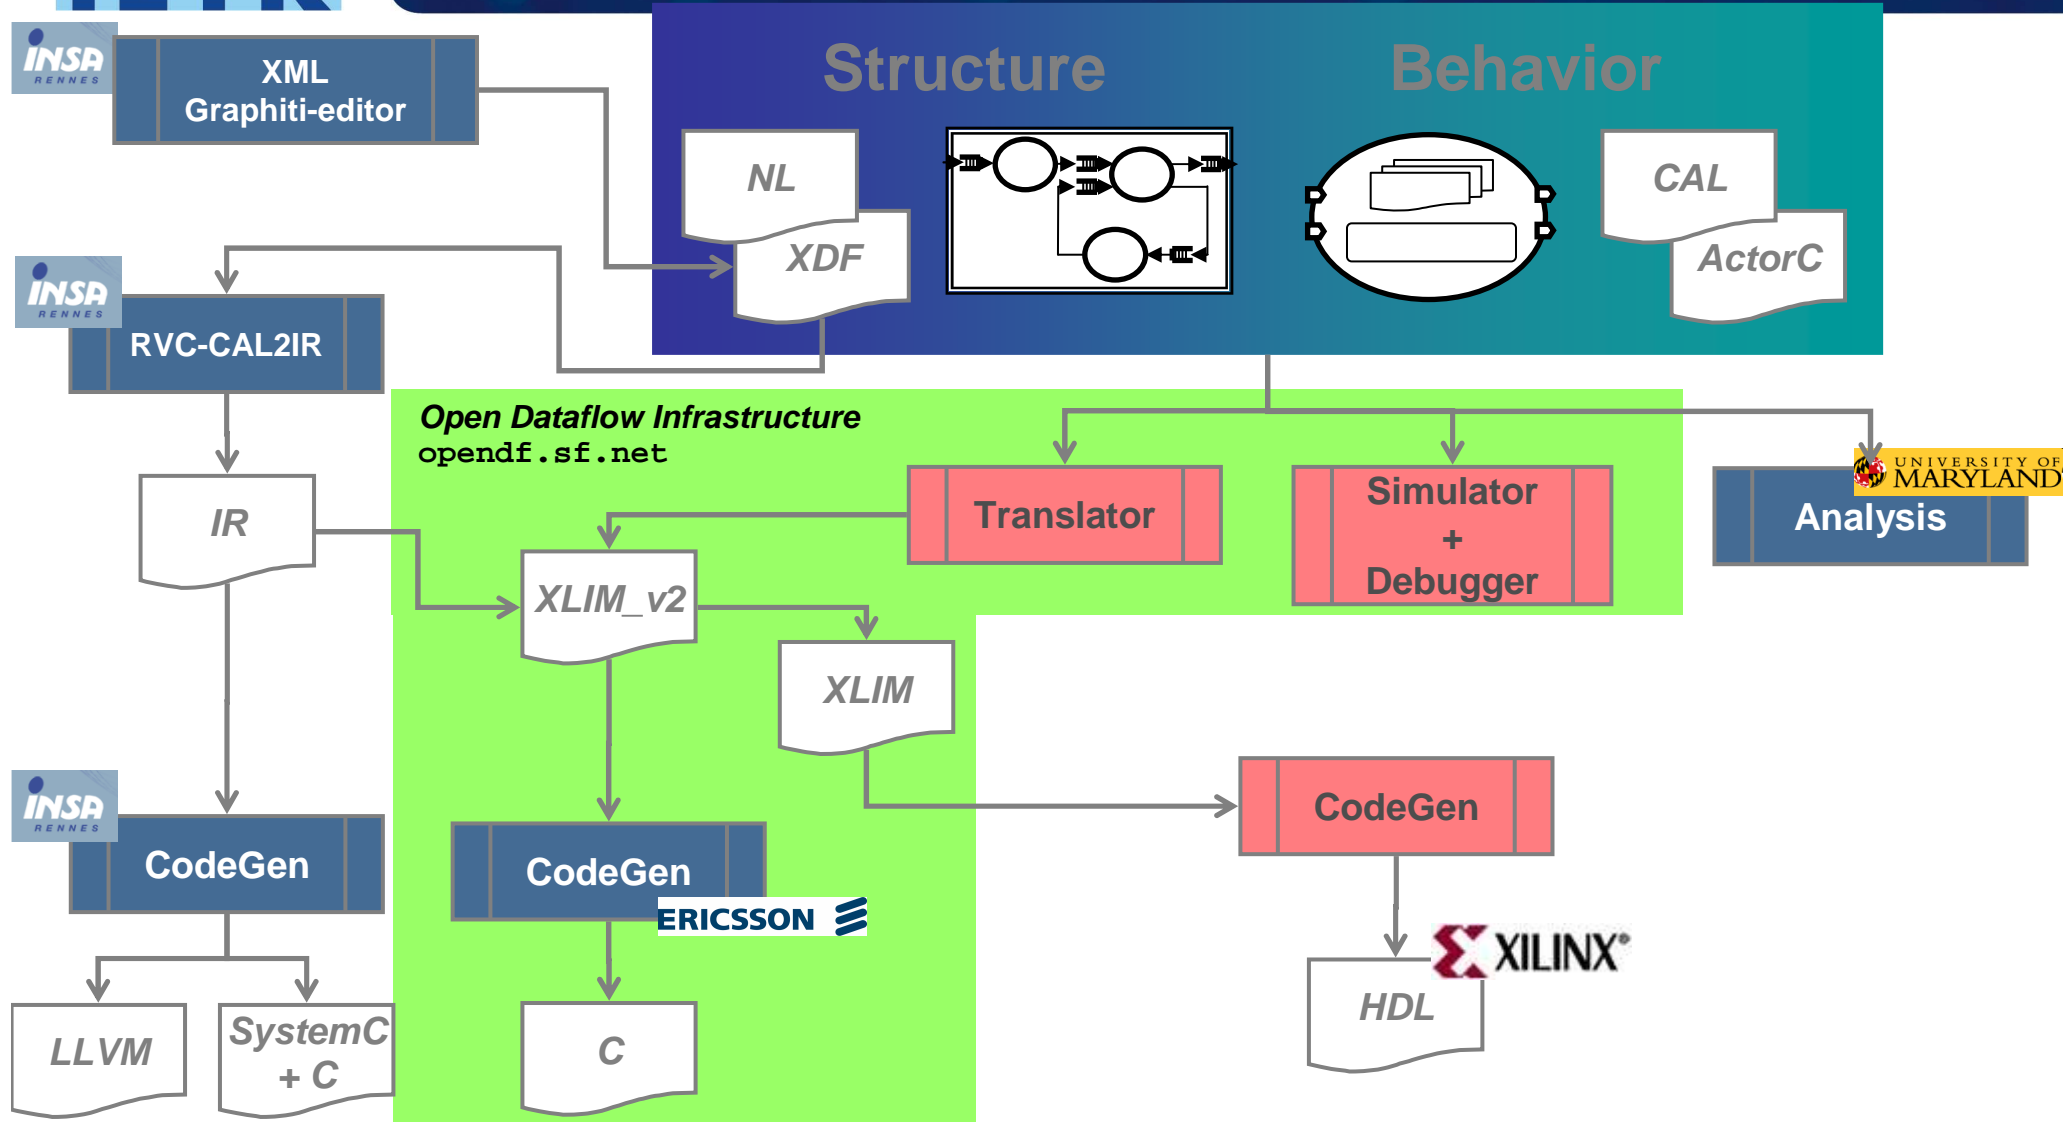 INSA
RENNES
XML
Graphiti-editor
Structure
Behavior
NL
XDF
CAL
ActorC
INSA
RENNES
RVC-CAL2IR
Open Dataflow Infrastructure
opendf.sf.net
IR
Translator
Simulator
+
Debugger
UNIVERSITY OF
MARYLAND
Analysis
XLIM_v2
XLIM
INSA
RENNES
CodeGen
CodeGen
ERICSSON
CodeGen
XILINX®
LLVM
SystemC
+ C
C
HDL